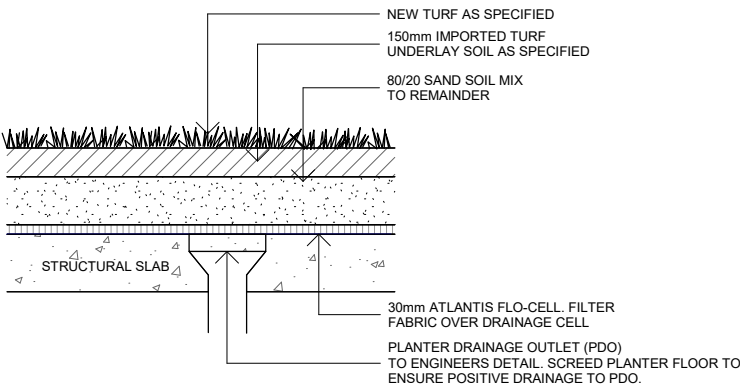 NEW TURF AS SPECIFIED
150mm IMPORTED TURF
UNDERLAY SOIL AS SPECIFIED
80/20 SAND SOIL MIX
TO REMAINDER
STRUCTURAL SLAB
30mm ATLANTIS FLO-CELL. FILTER
FABRIC OVER DRAINAGE CELL
PLANTER DRAINAGE OUTLET (PDO)
TO ENGINEERS DETAIL. SCREED PLANTER FLOOR TO
ENSURE POSITIVE DRAINAGE TO PDO.